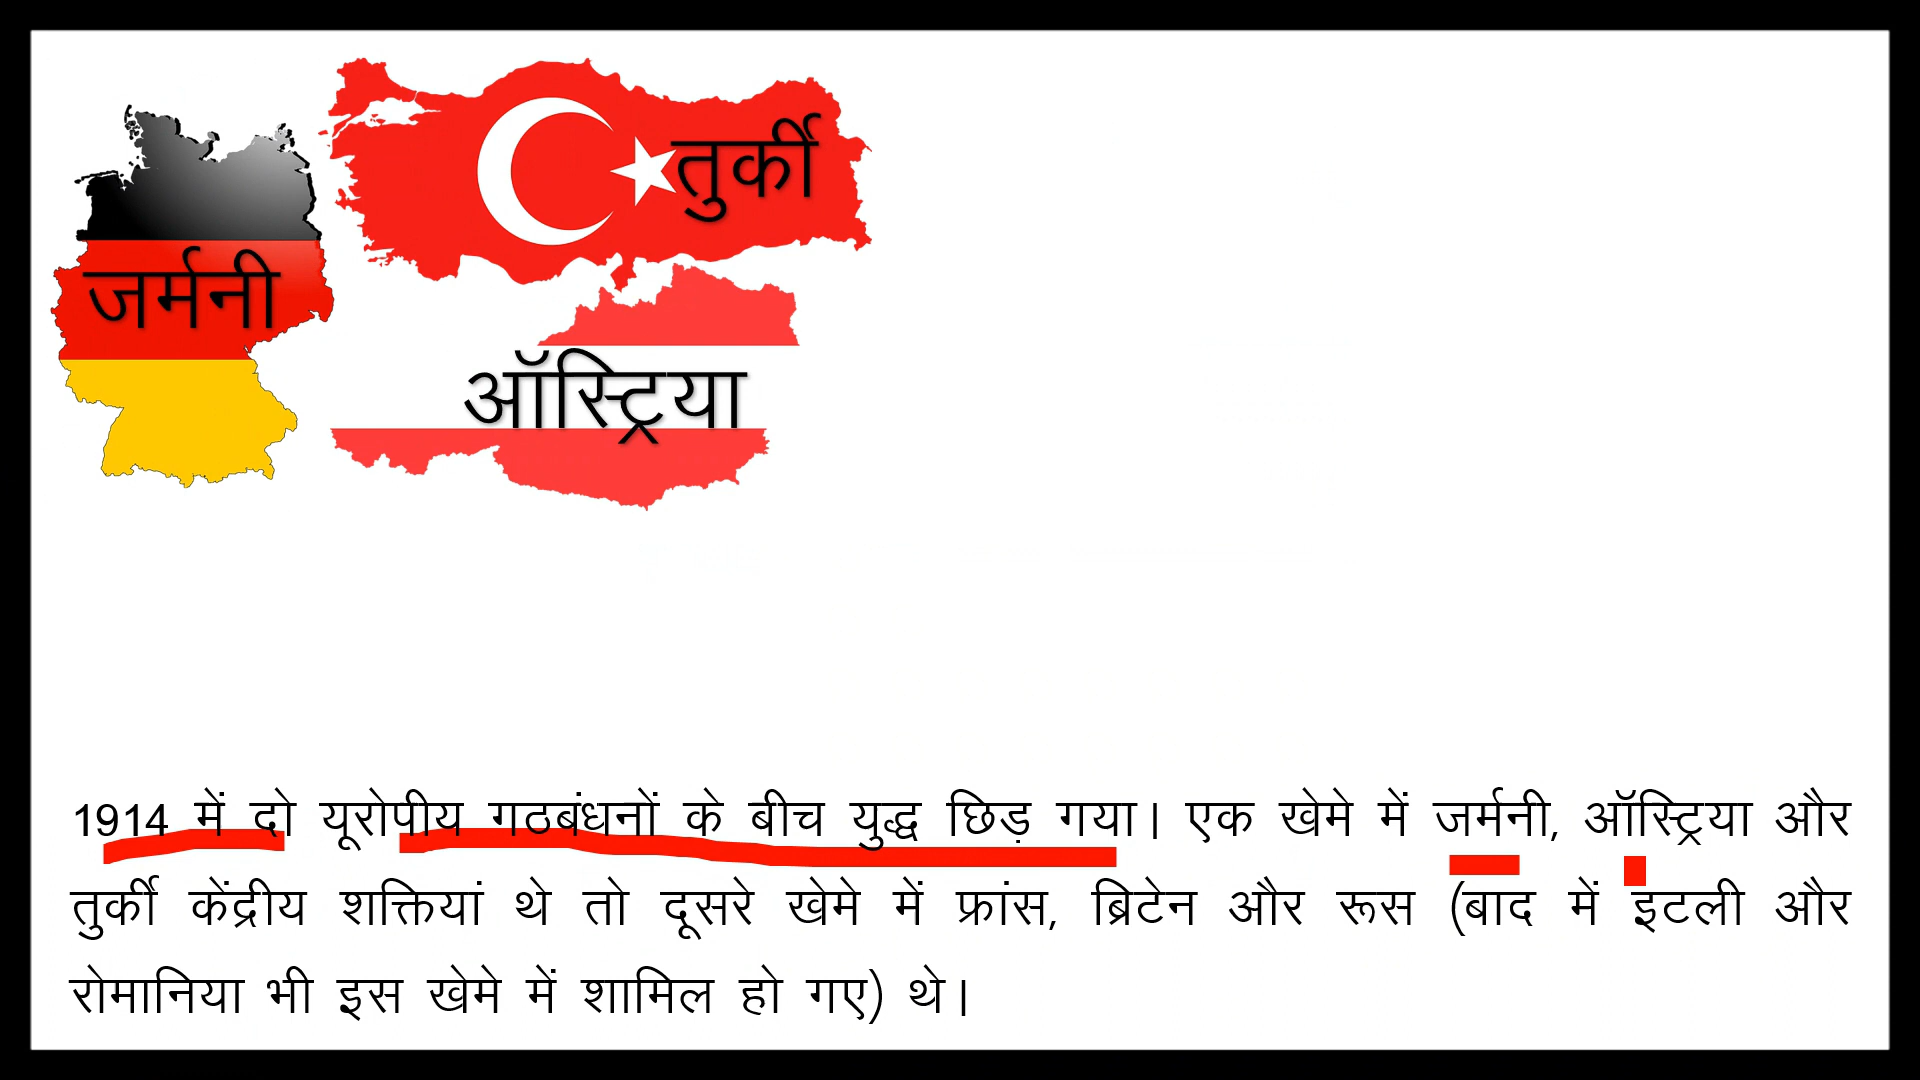 तुर्की
जर्मनी
ऑस्ट्रिया
1914 में दो यूरोपीय गठबंधनों के बीच युद्ध छिड़ गया। एक खेमे में जर्मनी, ऑस्ट्रिया और
तुर्की केंद्रीय शक्तियां थे तो दूसरे खेमे में फ्रांस, ब्रिटेन और रूस (बाद में इटली और
रोमानिया भी इस खेमे में शामिल हो गए) थे।